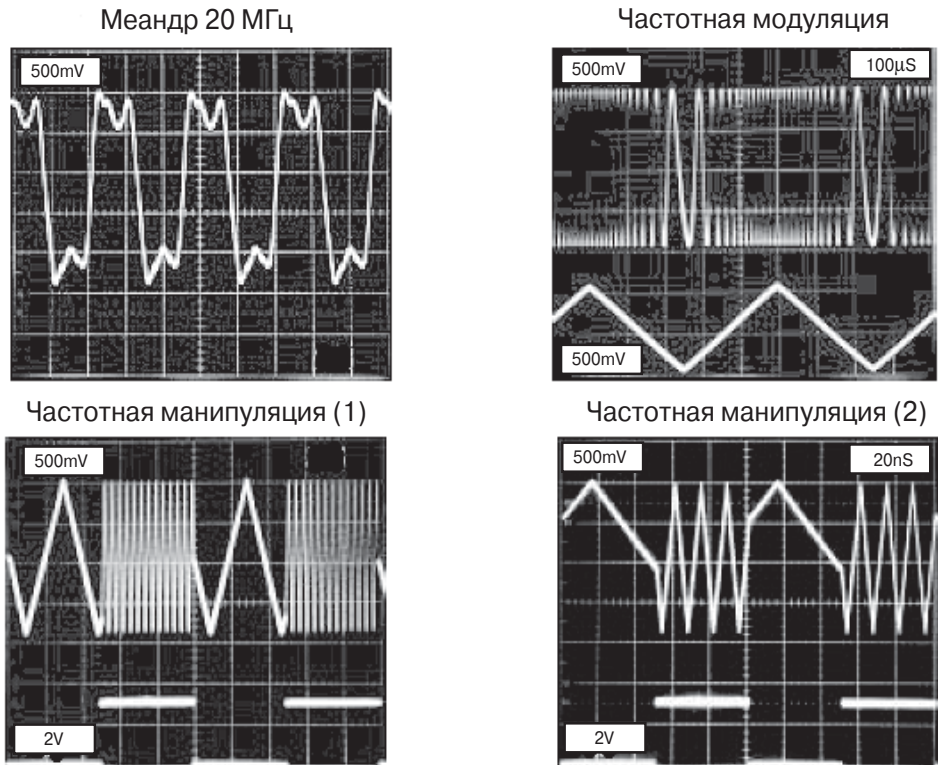 Меандр 20 МГц
500mV
Частотная модуляция
500mV
100µS
500mV
Частотная манипуляция (1)
500mV
2V
Частотная манипуляция (2)
500mV
20nS
2V